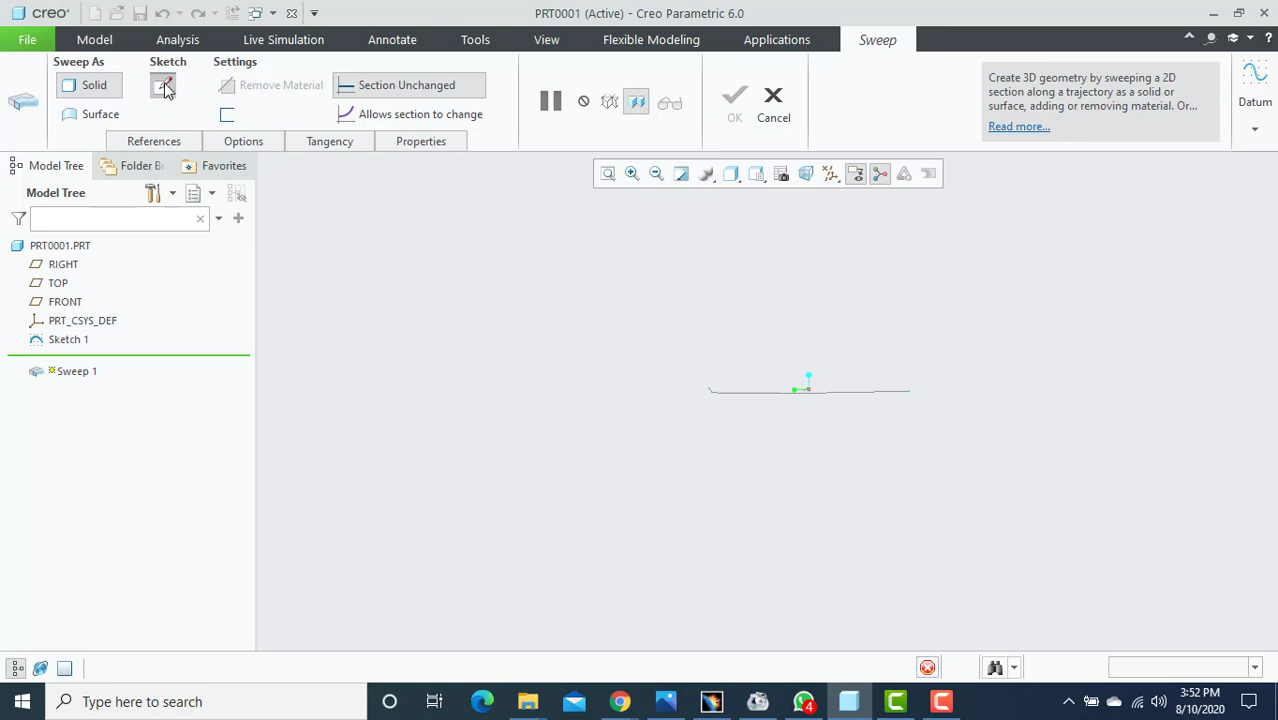 creo
PRT0001 (Active) - Creo Parametric 6.0
File
Model
Analysis
Live Simulation
Annotate
Tools
View
Flexible Modeling
Applications
Sweep
Sweep As
Sketch
Settings
Solid
Remove Material
Section Unchanged
Surface
Allows section to change
OK
Cancel
Create 3D geometry by sweeping a 2D
section along a trajectory as a solid or
surface, adding or removing material. Or...
Read more...
Datum
References
Options
Tangency
Properties
Model Tree
Folder B
Favorites
Model Tree
PRT0001.PRT
RIGHT
TOP
FRONT
PRT_CSYS_DEF
Sketch 1
Sweep 1
Type here to search
4
3:52 PM
8/10/2020